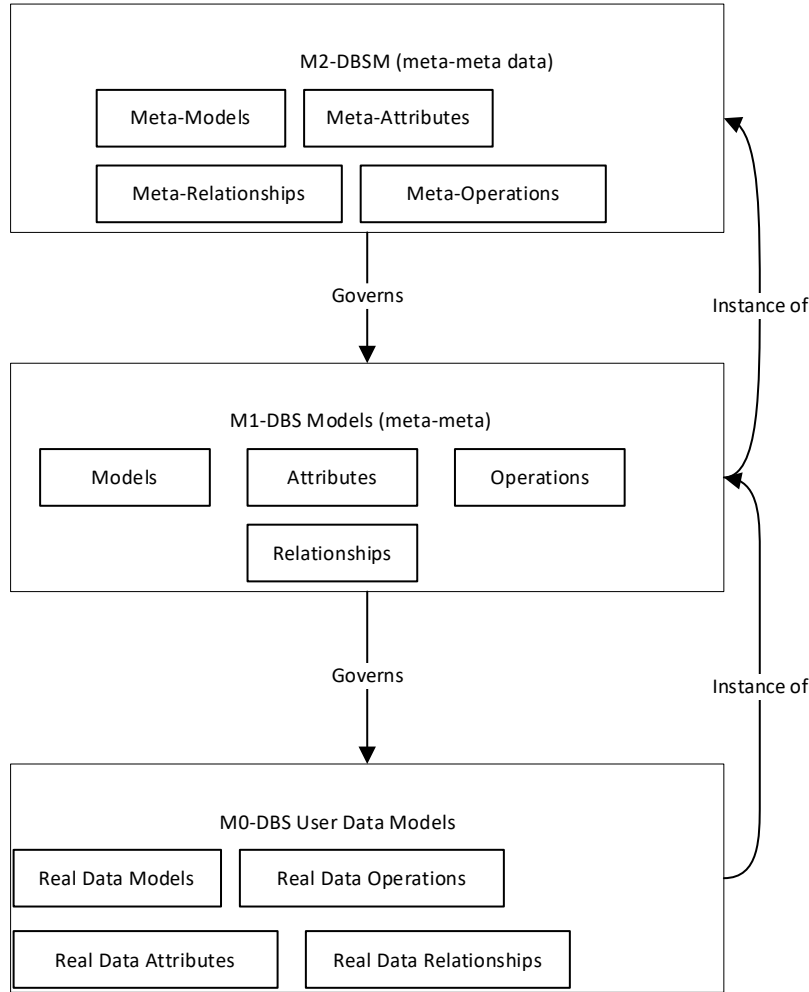 M2-DBSM (meta-meta data)
Meta-Models
Meta-Attributes
Meta-Relationships
Meta-Operations
Governs
Instance of
M1-DBS Models (meta-meta)
Models
Attributes
Operations
Relationships
Governs
Instance of
M0-DBS User Data Models
Real Data Models
Real Data Operations
Real Data Attributes
Real Data Relationships